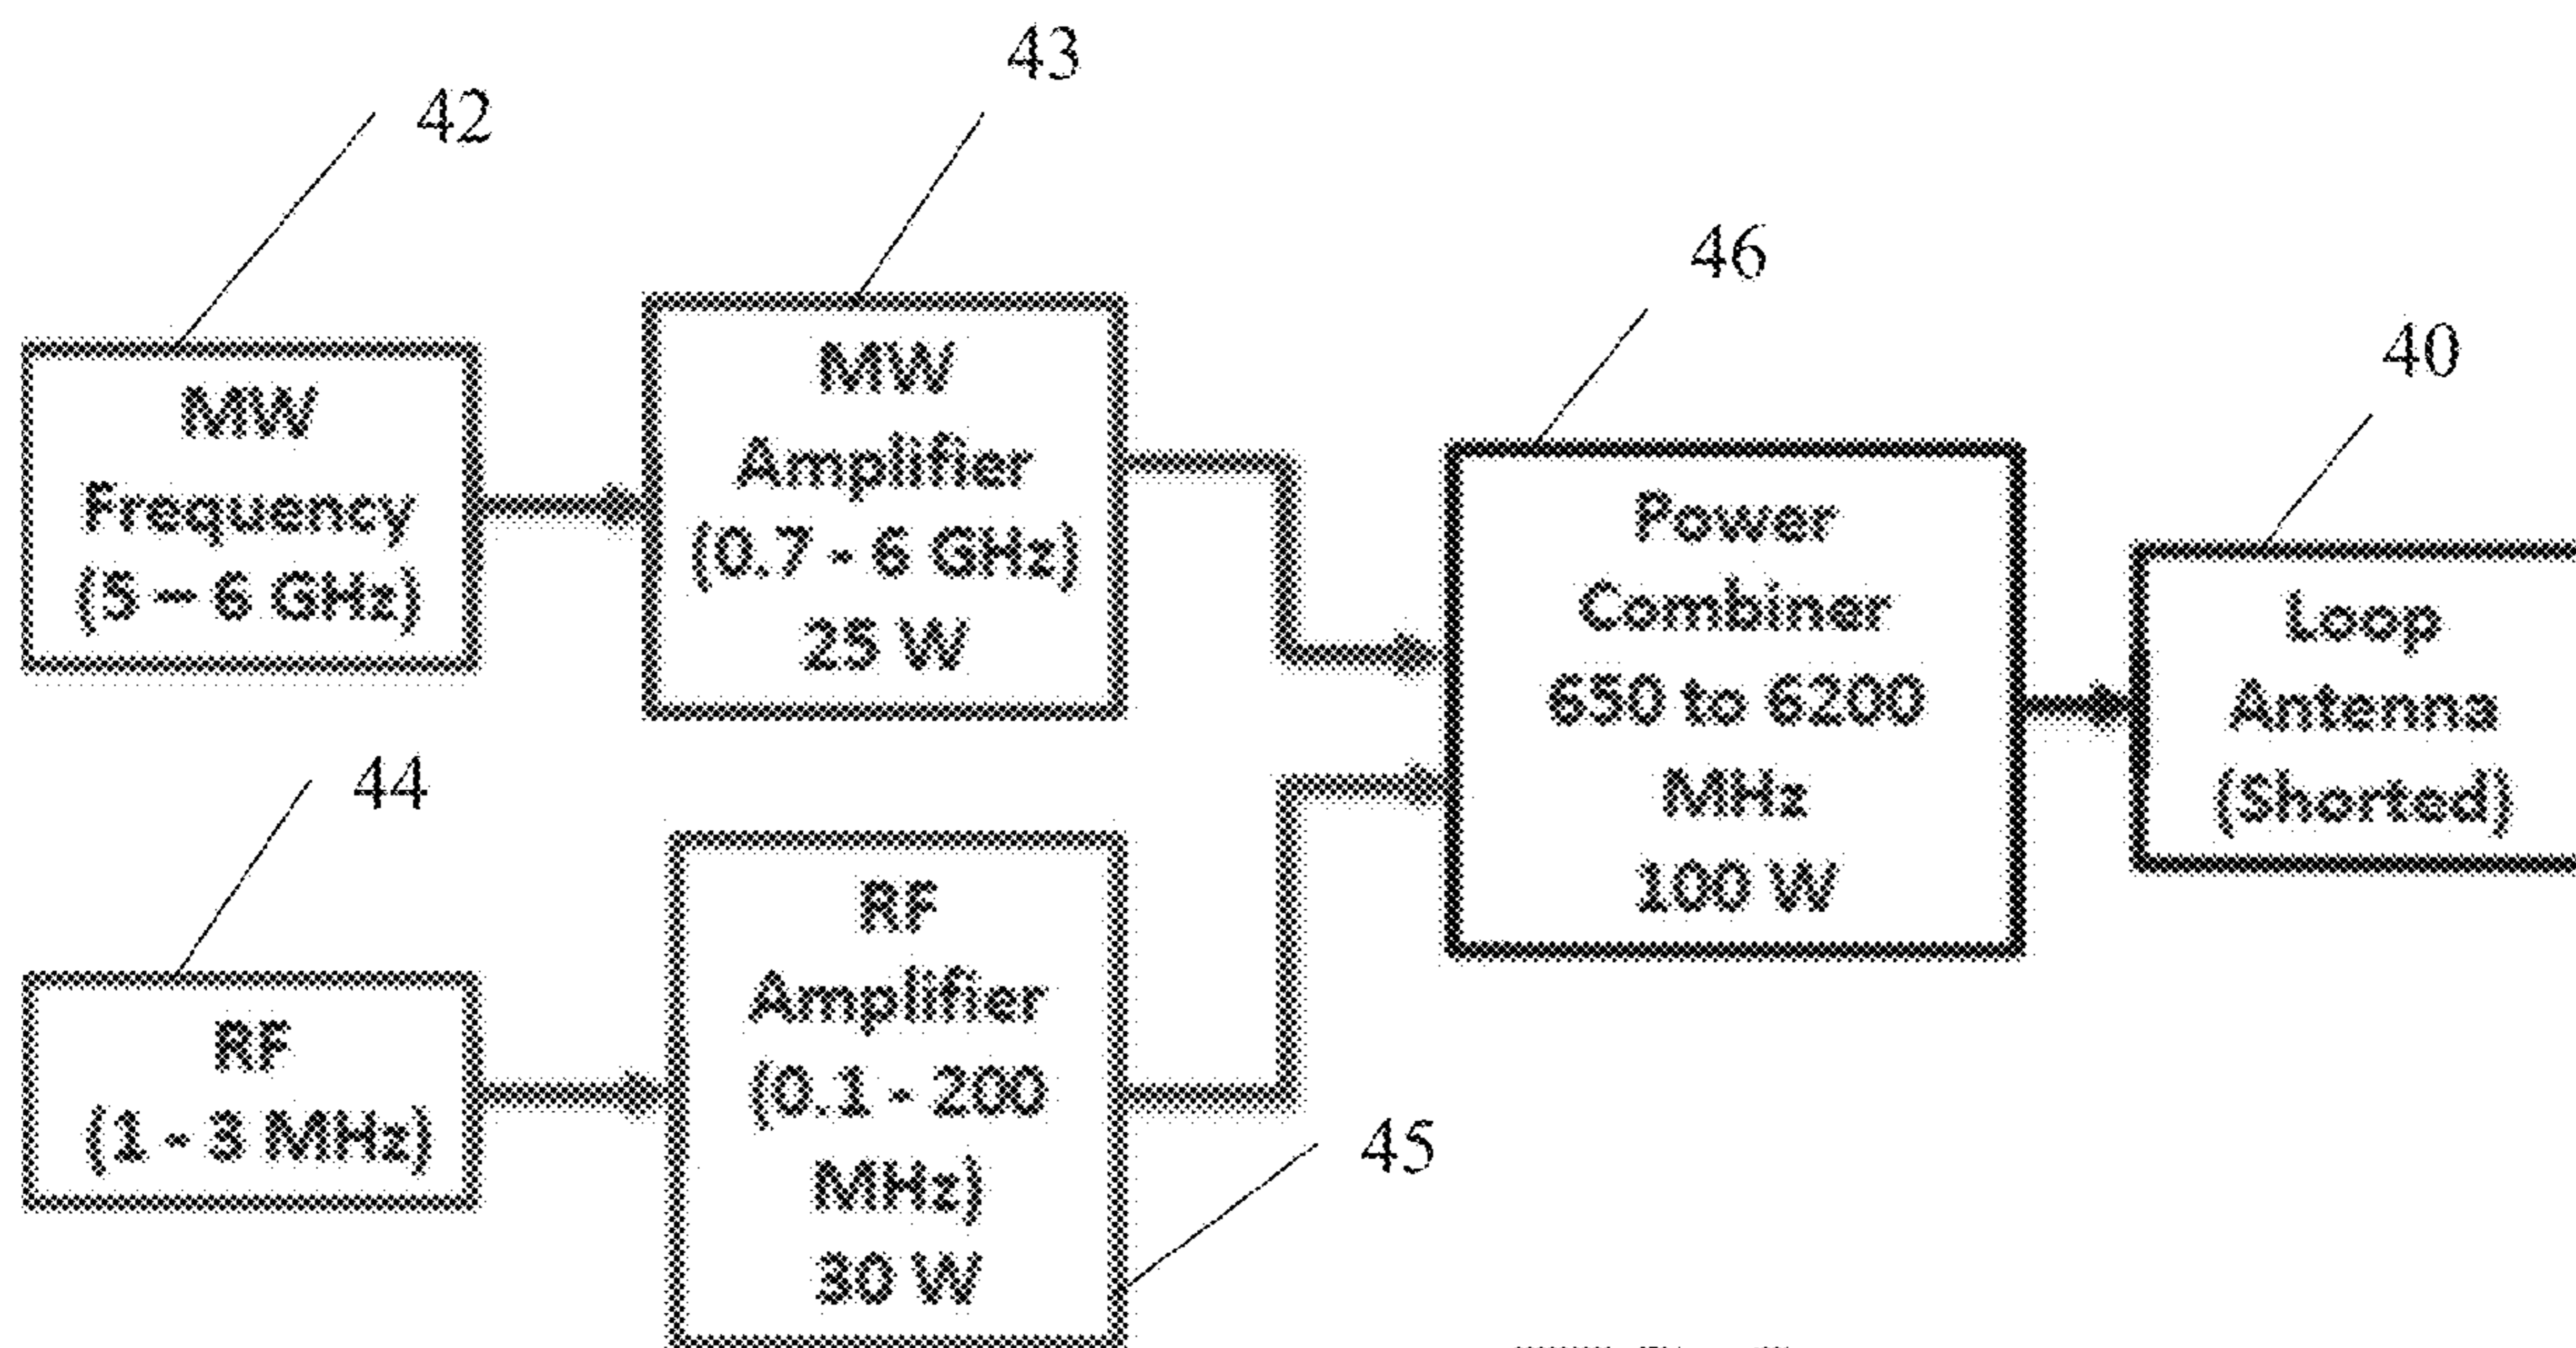 42
MW
Frequency
(5 – 6 GHz)
43
MW
Amplifier
(0.7 - 6 GHz)
25 W
44
RF
(1 - 3 MHz)
RF
Amplifier
(0.1 - 200
MHz)
30 W
45
46
Power
Combiner
650 to 6200
MHz
100 W
40
Loop
Antenna
(Shorted)